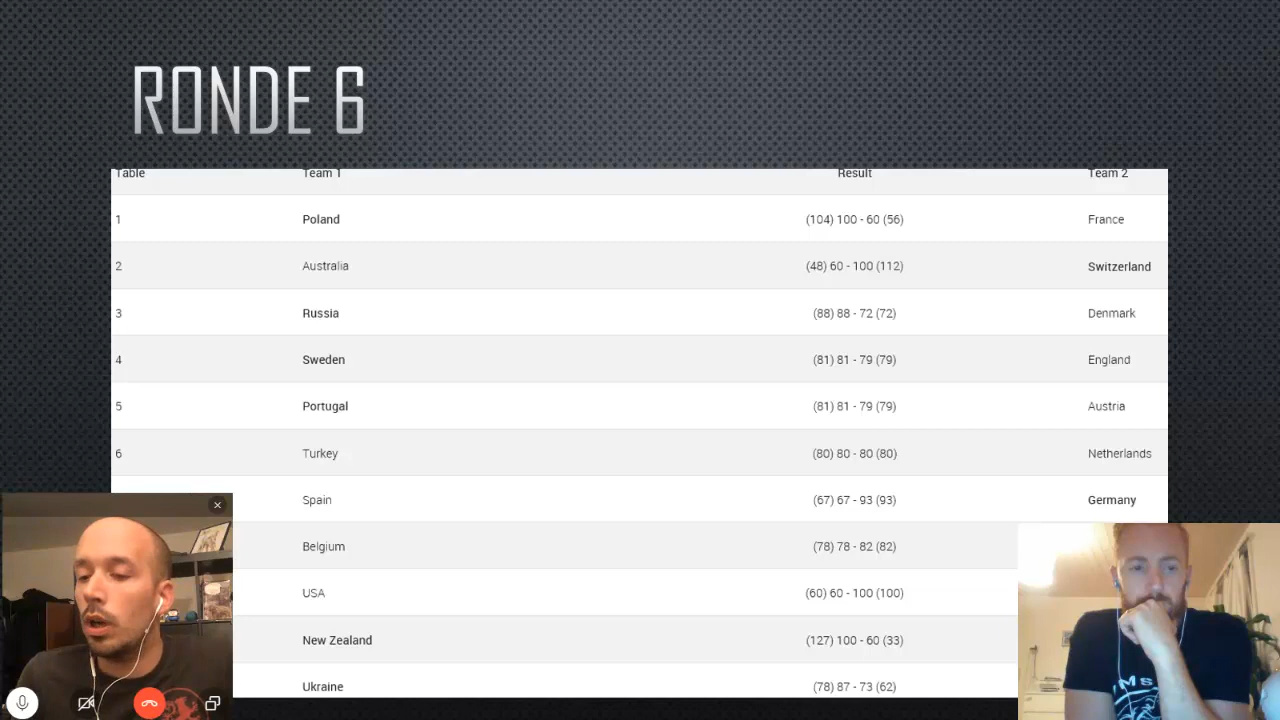 RONDE 6
Table Team 1 Result Team 2
1 Poland (104) 100 - 60 (56) France
2 Australia (48) 60 - 100 (112) Switzerland
3 Russia (88) 88 - 72 (72) Denmark
4 Sweden (81) 81 - 79 (79) England
5 Portugal (81) 81 - 79 (79) Austria
6 Turkey (80) 80 - 80 (80) Netherlands
Spain (67) 67 - 93 (93) Germany
Belgium (78) 78 - 82 (82)
USA (60) 60 - 100 (100)
New Zealand (127) 100 - 60 (33)
Ukraine (78) 87 - 73 (62)